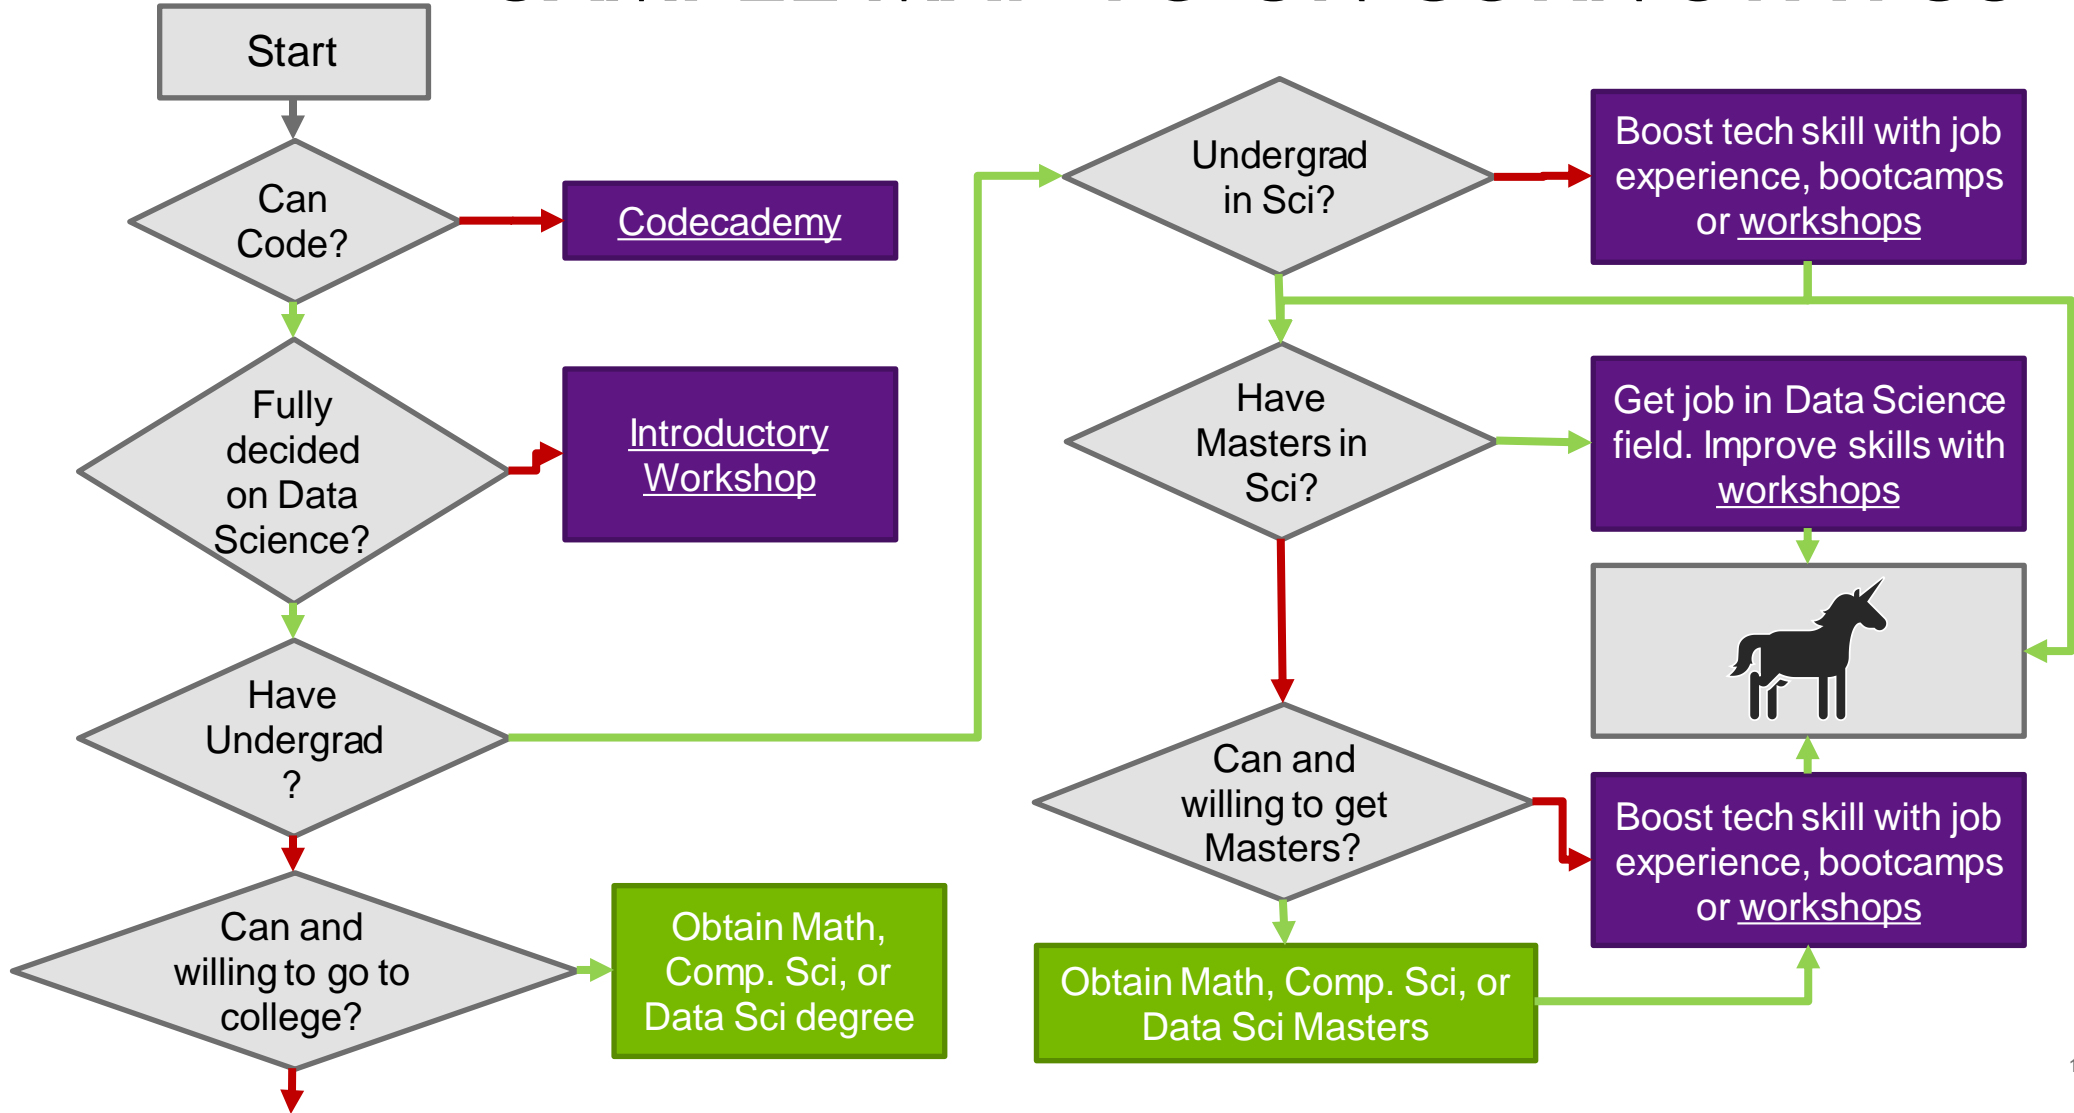 Start
Can
Code?
Codecademy
Fully
decided
on Data
Science?
Introductory
Workshop
Have
Undergrad
?
Can and
willing to go to
college?
Obtain Math,
Comp. Sci, or
Data Sci degree
Undergrad
in Sci?
Boost tech skill with job
experience, bootcamps
or workshops
Have
Masters in
Sci?
Get job in Data Science
field. Improve skills with
workshops
Can and
willing to get
Masters?
Boost tech skill with job
experience, bootcamps
or workshops
Obtain Math, Comp. Sci, or
Data Sci Masters
1